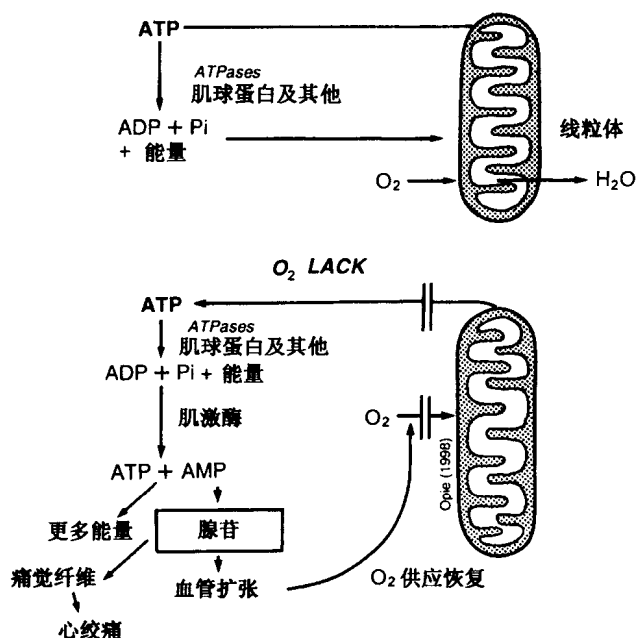 ATP
ATPases
肌球蛋白及其他
ADP + Pi
+ 能量
线粒体
O₂
H₂O
O₂ LACK
ATP
ATPases
肌球蛋白及其他
ADP + Pi + 能量
肌激酶
O₂
Opie (1998)
ATP + AMP
更多能量
腺苷
痛觉纤维
血管扩张
O₂ 供应恢复
心绞痛